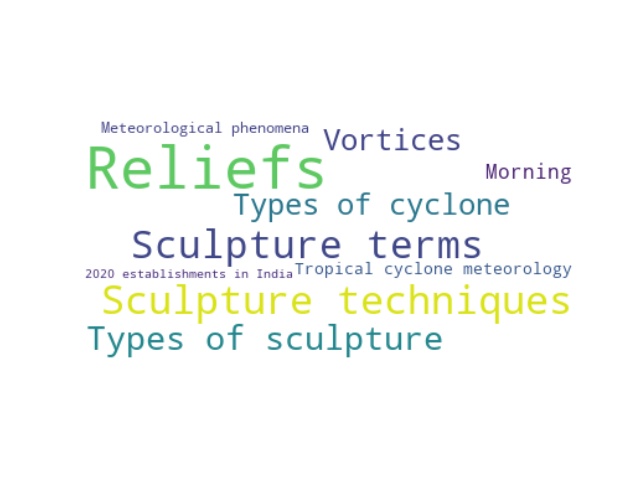 Meteorological phenomena
Vortices
Reliefs
Morning
Types of cyclone
Sculpture terms
2020 establishments in India
Tropical cyclone meteorology
Sculpture techniques
Types of sculpture